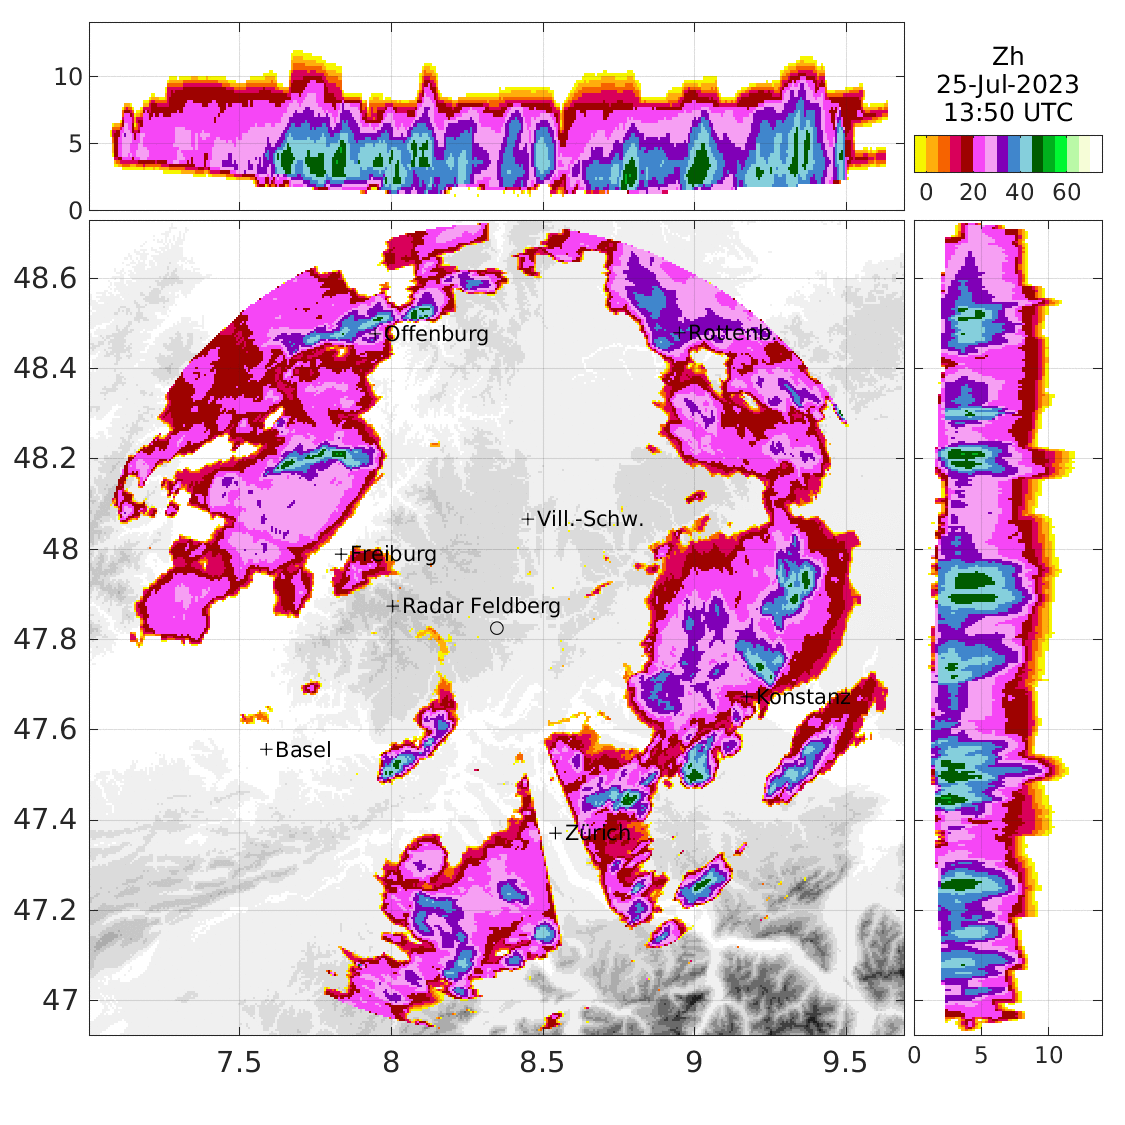 Zh
25-Jul-2023
13:50 UTC
0 20 40 60
10
5
0
48.6
48.4
48.2
48
47.8
47.6
47.4
47.2
47
Offenburg
Rottenb
Vill.-Schw.
Freiburg
Radar Feldberg
Konstanz
Basel
Zürich
7.5 8 8.5 9 9.5
0 5 10